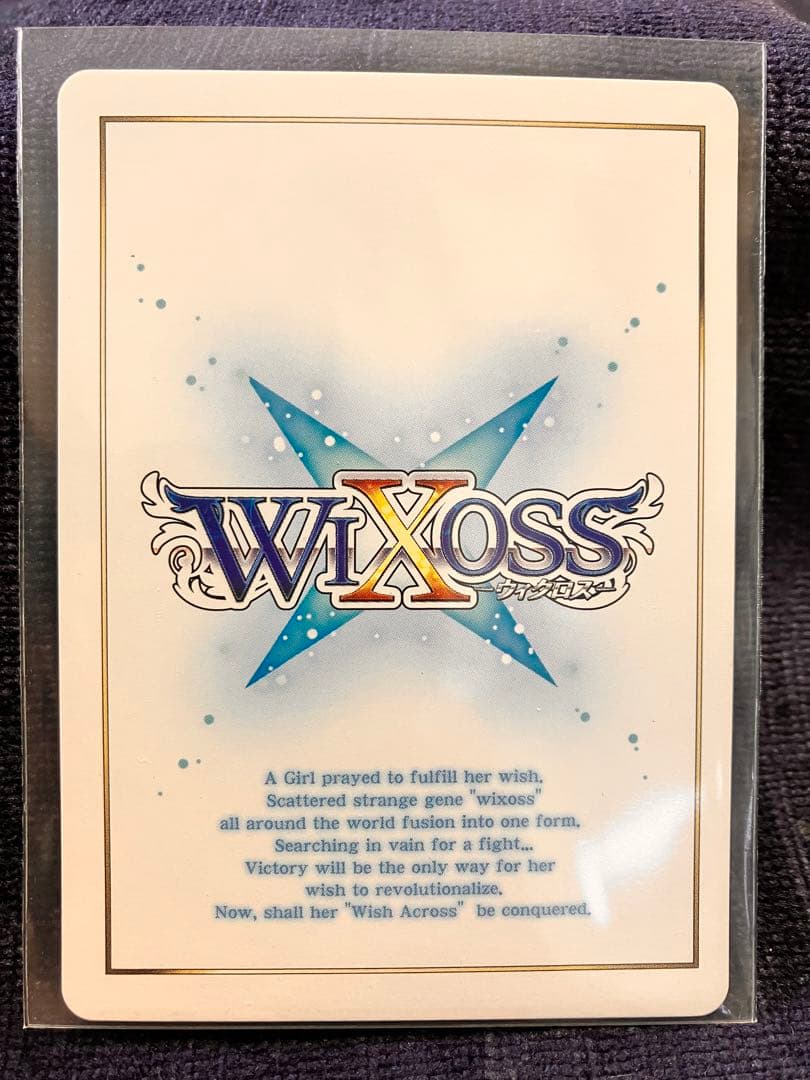 WIXOSS
ウィクロス
A Girl prayed to fulfill her wish.
Scattered strange gene "wixoss"
all around the world fusion into one form.
Searching in vain for a fight...
Victory will be the only way for her
wish to revolutionalize.
Now, shall her "Wish Across" be conquered.